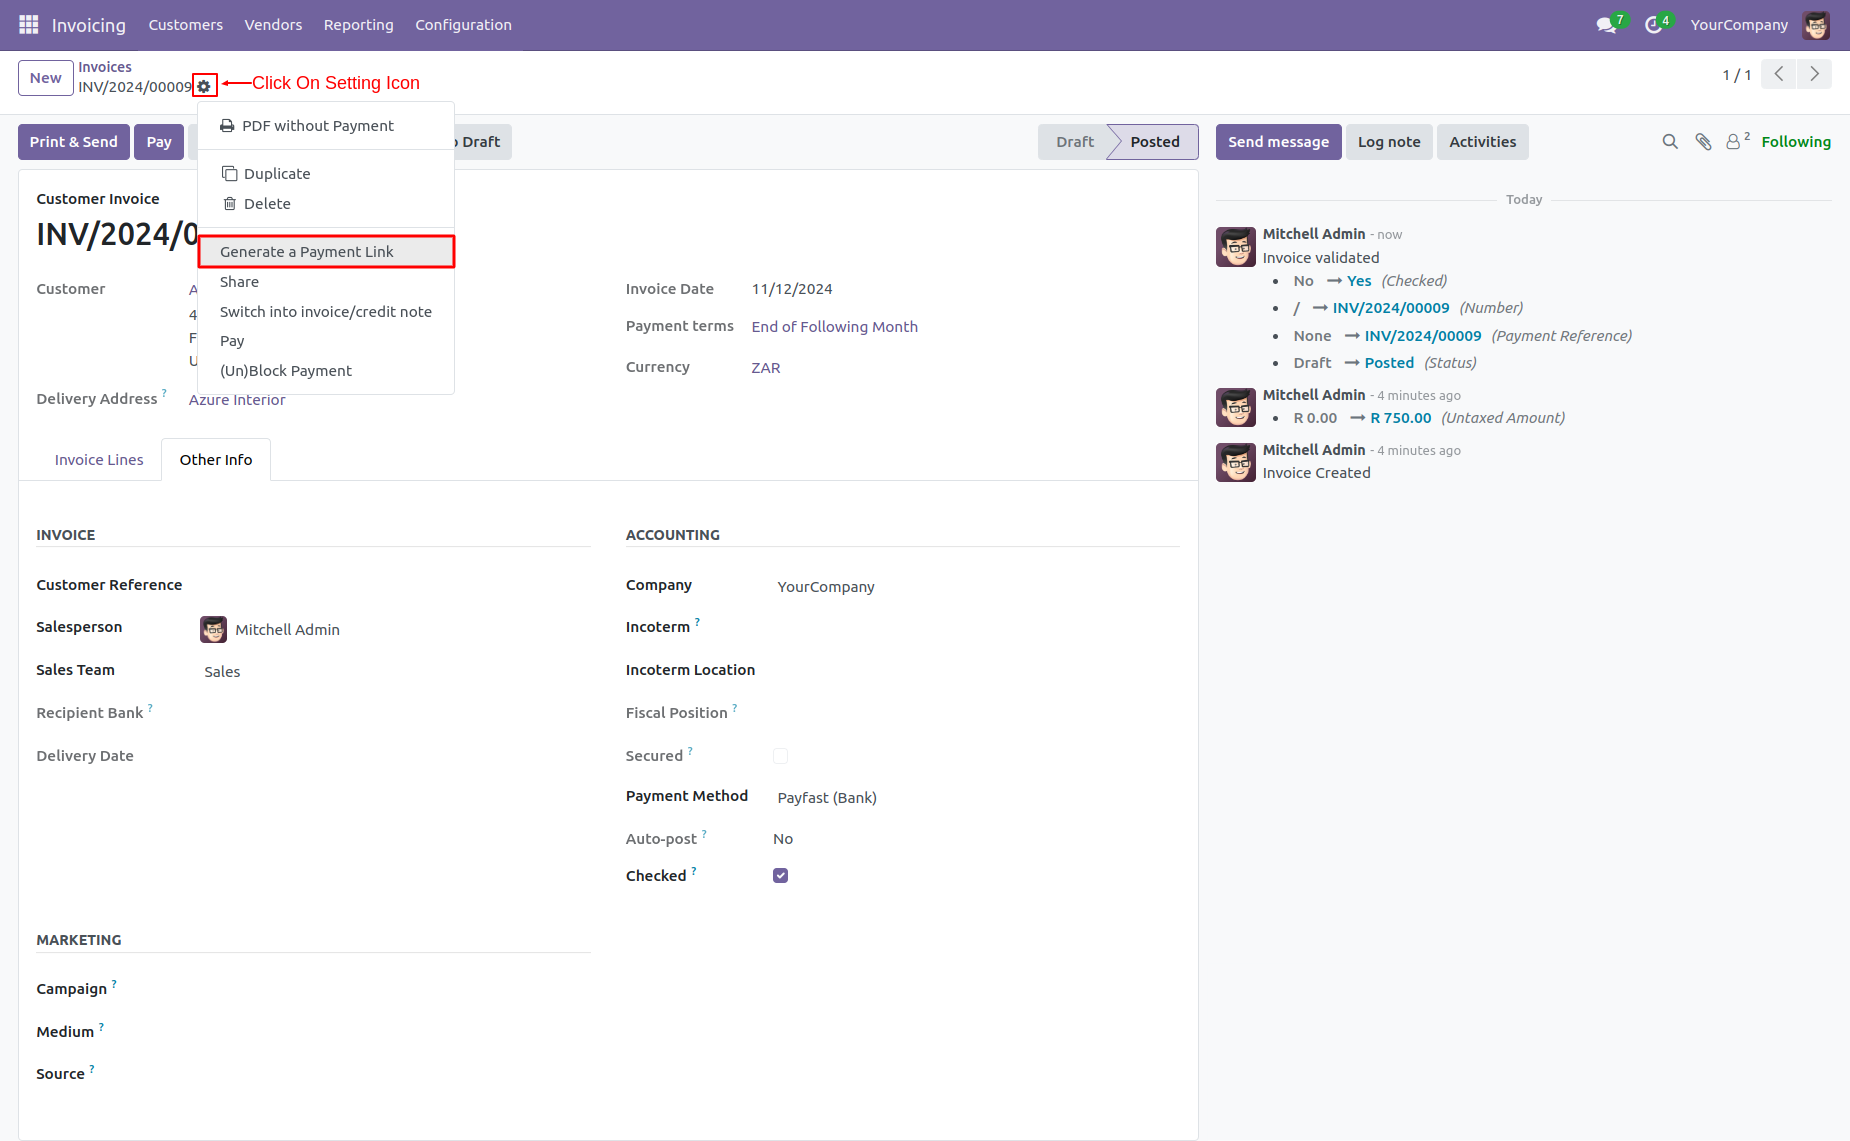 Invoicing Customers Vendors Reporting Configuration 7 4 YourCompany
New Invoices
INV/2024/00009 Click On Setting Icon 1 / 1
Print & Send Pay o Draft Draft Posted Send message Log note Activities 2 Following
PDF without Payment
Duplicate
Delete
Generate a Payment Link
Share
Switch into invoice/credit note
Pay
(Un)Block Payment
Customer Invoice
INV/2024/0
Customer A
4
F
U
Delivery Address ? Azure Interior
Invoice Date 11/12/2024
Payment terms End of Following Month
Currency ZAR
Invoice Lines Other Info
INVOICE
Customer Reference
Salesperson Mitchell Admin
Sales Team Sales
Recipient Bank ?
Delivery Date
ACCOUNTING
Company YourCompany
Incoterm ?
Incoterm Location
Fiscal Position ?
Secured ?
Payment Method Payfast (Bank)
Auto-post ? No
Checked ?
MARKETING
Campaign ?
Medium ?
Source ?
Today
Mitchell Admin - now
Invoice validated
• No → Yes (Checked)
• / → INV/2024/00009 (Number)
• None → INV/2024/00009 (Payment Reference)
• Draft → Posted (Status)
Mitchell Admin - 4 minutes ago
• R 0.00 → R 750.00 (Untaxed Amount)
Mitchell Admin - 4 minutes ago
Invoice Created